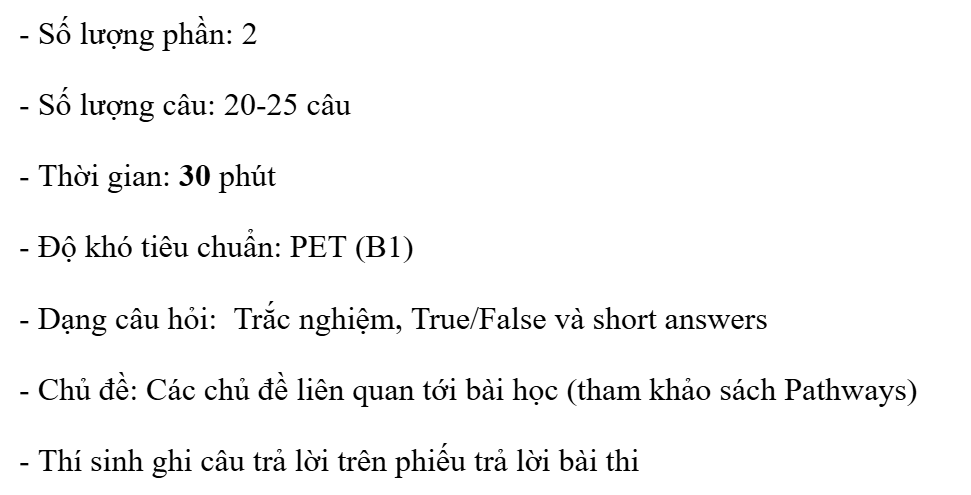 - Số lượng phần: 2
- Số lượng câu: 20-25 câu
- Thời gian: 30 phút
- Độ khó tiêu chuẩn: PET (B1)
- Dạng câu hỏi:  Trắc nghiệm, True/False và short answers
- Chủ đề: Các chủ đề liên quan tới bài học (tham khảo sách Pathways)
- Thí sinh ghi câu trả lời trên phiếu trả lời bài thi